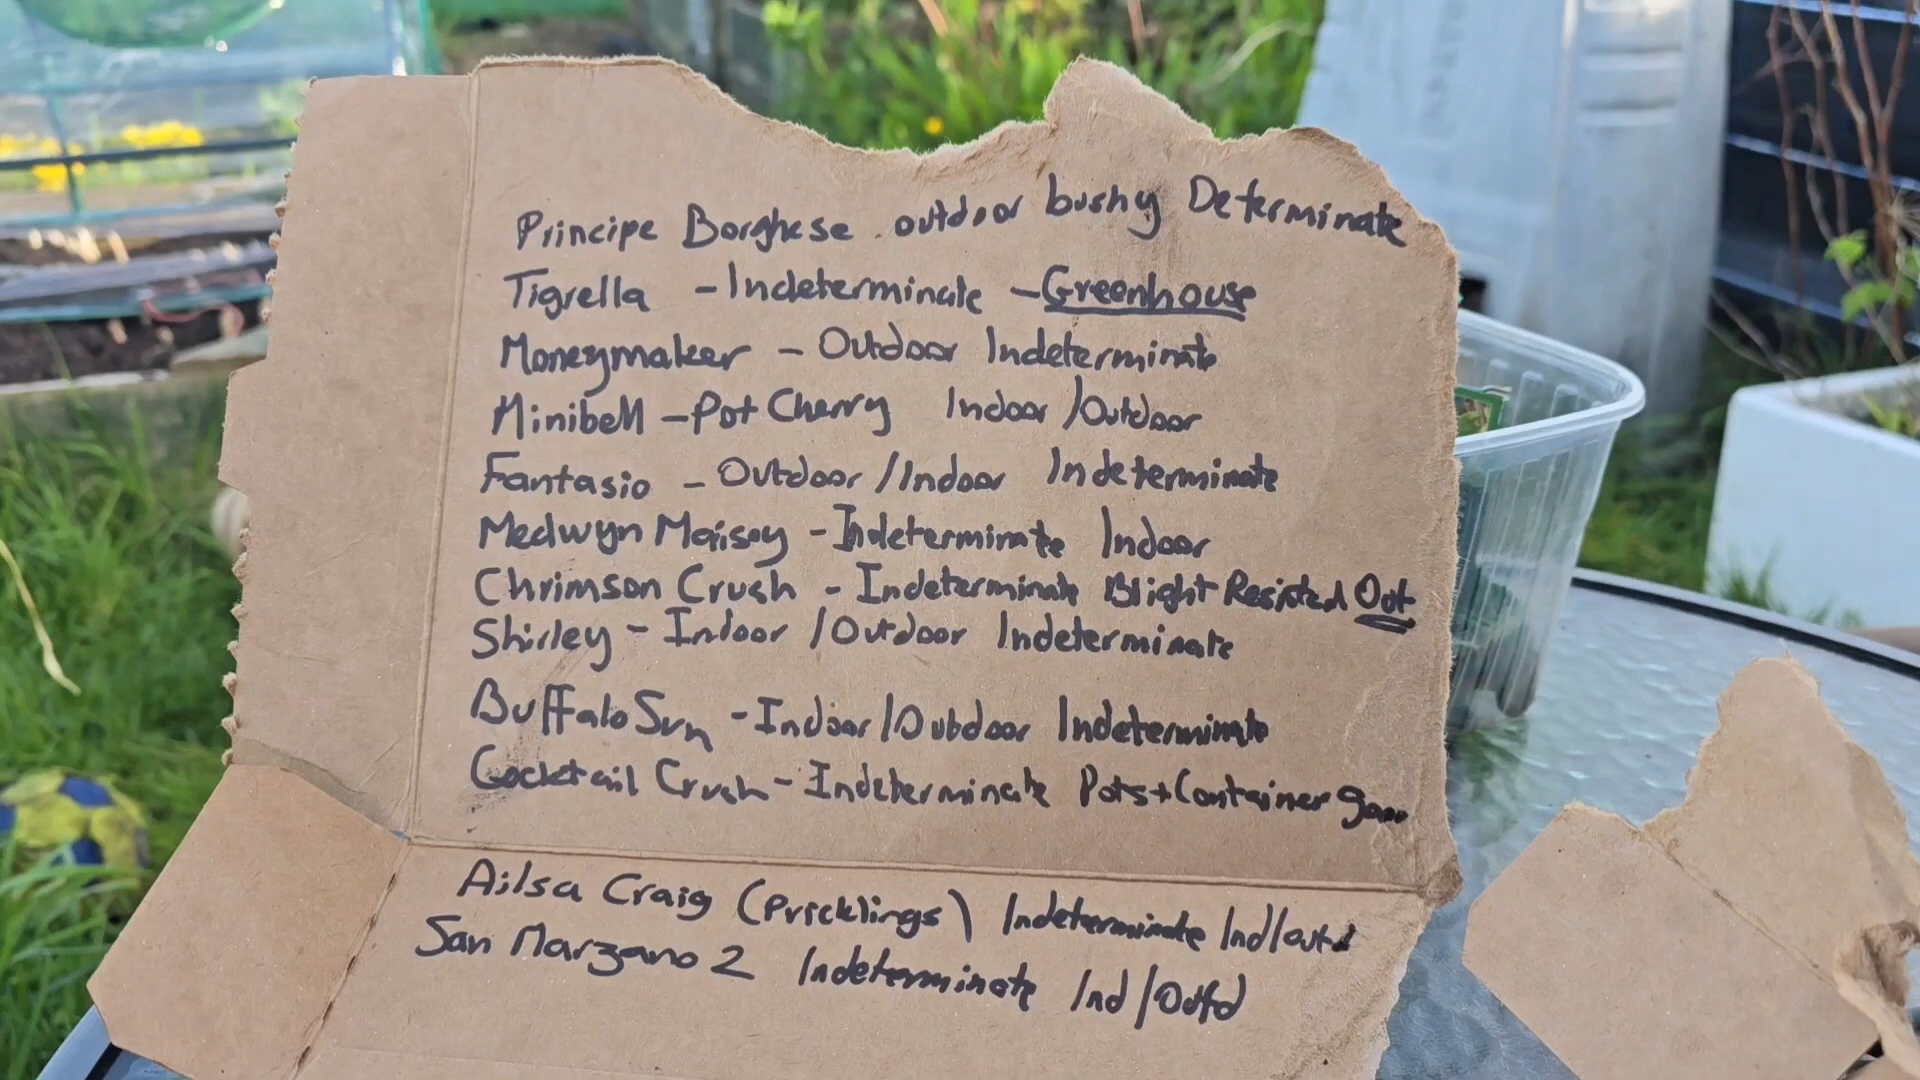 Principe Borghese outdoor bushy Determinate
Tigrella - Indeterminate - Greenhouse
Moneymaker - Outdoor Indeterminate
Minibell - Pot Cherry Indoor / Outdoor
Fantasio - Outdoor / Indoor Indeterminate
Medwyn Maisey - Indeterminate Indoor
Chrimson Crush - Indeterminate Blight Resisted Out
Shirley - Indoor / Outdoor Indeterminate
Buffalo Sun - Indoor / Outdoor Indeterminate
Cocktail Crush - Indeterminate Pots + Container
Ailsa Craig (Pricklings) Indeterminate Ind/outd
San Marzano 2 Indeterminate Ind / Outd